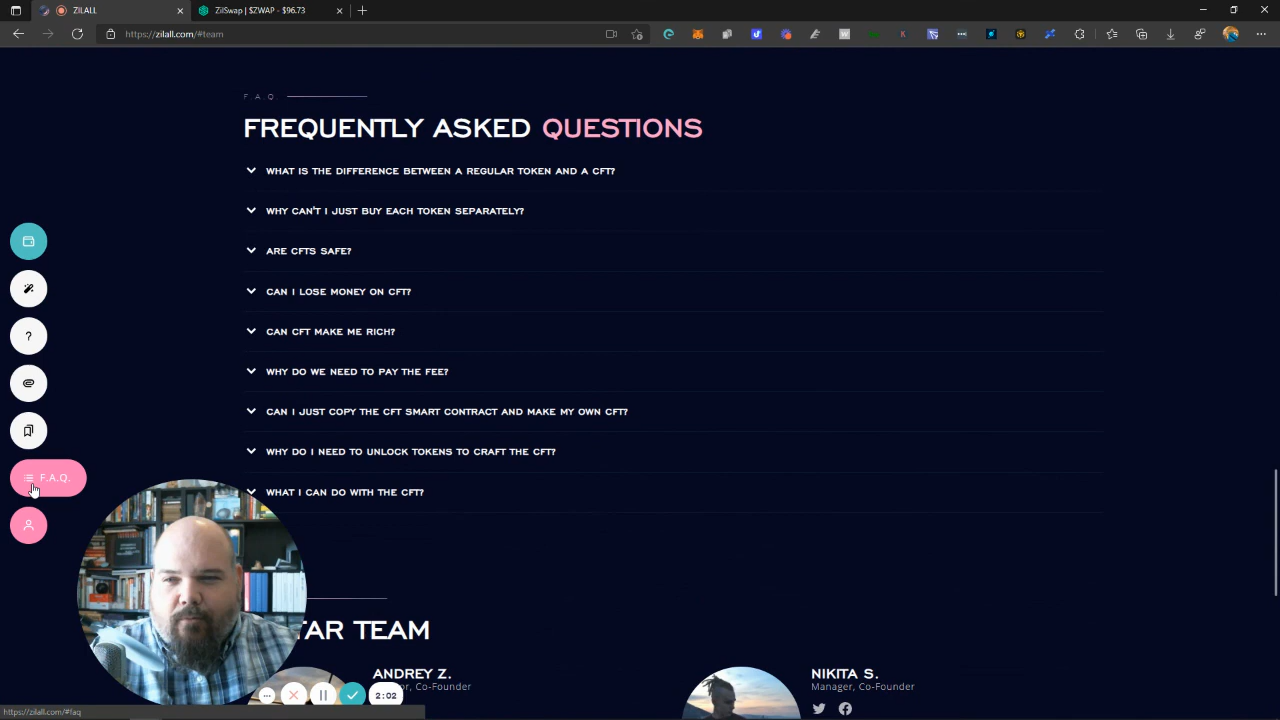 ZILALL
ZilSwap | $ZWAP - $96.73
https://zilall.com/#team
F.A.Q.
FREQUENTLY ASKED QUESTIONS
WHAT IS THE DIFFERENCE BETWEEN A REGULAR TOKEN AND A CFT?
WHY CAN'T I JUST BUY EACH TOKEN SEPARATELY?
ARE CFTS SAFE?
CAN I LOSE MONEY ON CFT?
CAN CFT MAKE ME RICH?
WHY DO WE NEED TO PAY THE FEE?
CAN I JUST COPY THE CFT SMART CONTRACT AND MAKE MY OWN CFT?
WHY DO I NEED TO UNLOCK TOKENS TO CRAFT THE CFT?
F.A.Q.
WHAT I CAN DO WITH THE CFT?
TAR TEAM
ANDREY Z.
NIKITA S.
or, Co-Founder
Manager, Co-Founder
2:02
https://zilall.com/#faq